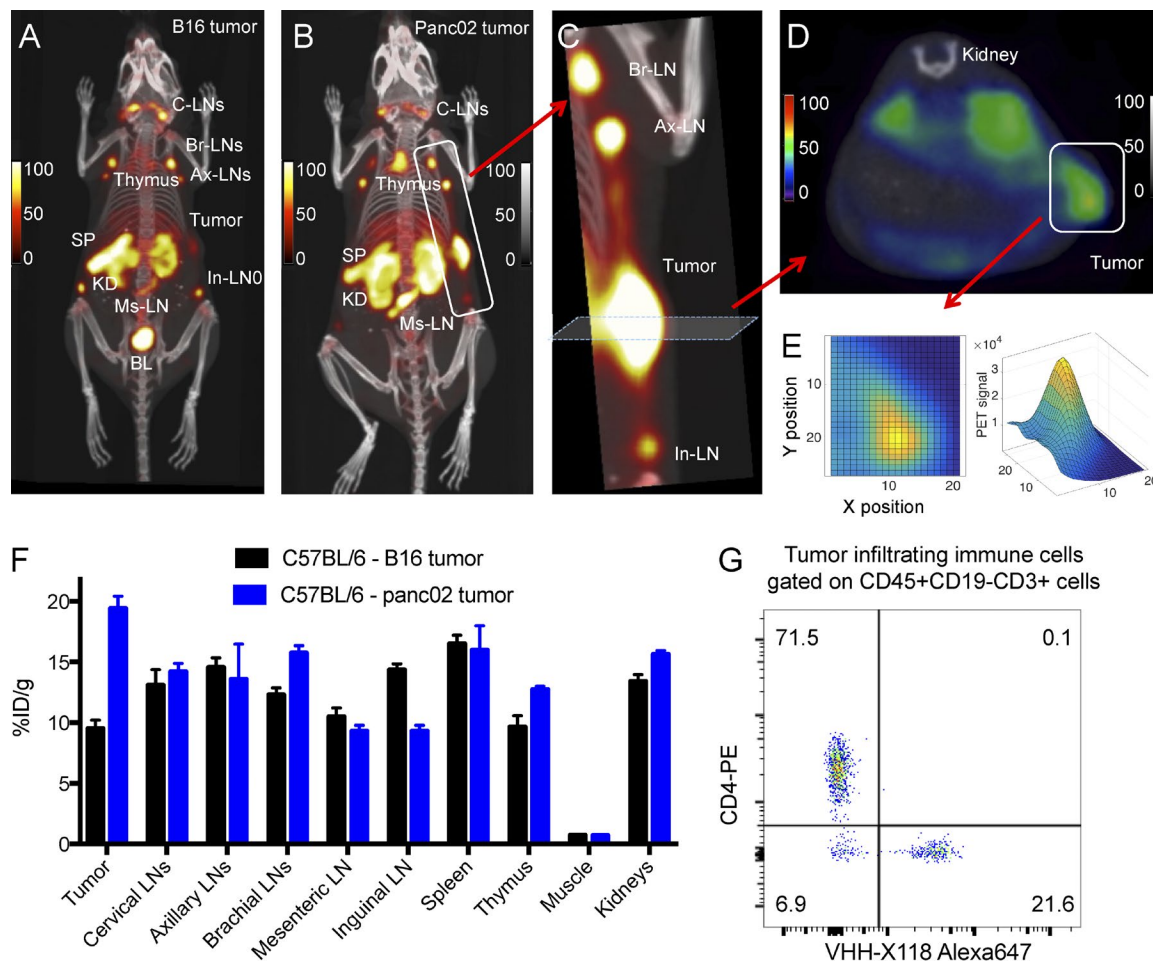 A
B16 tumor
C-LNs
Br-LNs
Thymus
Ax-LNs
100
50
0
Tumor
SP
KD
In-LN0
Ms-LN
BL
B
Panc02 tumor
C-LNs
Thymus
100
50
0
SP
KD
Ms-LN
C
Br-LN
Ax-LN
Tumor
In-LN
D
Kidney
100
50
0
100
50
0
Tumor
E
Y position
10
20
10
20
X position
×10⁴
PET signal
3
2
1
20
10
10
20
F
C57BL/6 - B16 tumor
C57BL/6 - panc02 tumor
%ID/g
20
15
10
5
0
Tumor
Cervical LNs
Axillary LNs
Brachial LNs
Mesenteric LN
Inguinal LN
Spleen
Thymus
Muscle
Kidneys
G
Tumor infiltrating immune cells
gated on CD45+CD19-CD3+ cells
71.5
0.1
CD4-PE
6.9
21.6
VHH-X118 Alexa647